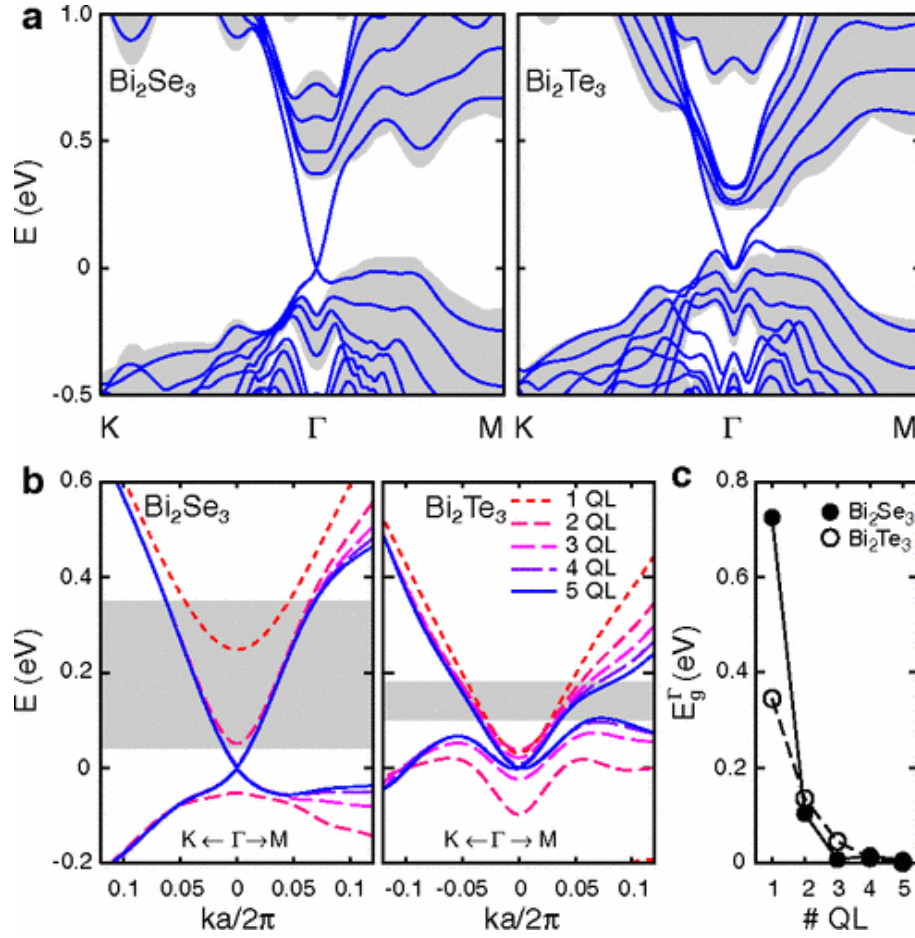 a
1.0
Bi₂Se₃
Bi₂Te₃
0.5
0
-0.5
E (eV)
K Γ M K Γ M
b
0.6
Bi₂Se₃
0.4
0.2
0
-0.2
E (eV)
K ← Γ → M
0.1 0.05 0 0.05 0.1
ka/2π
Bi₂Te₃
1 QL
2 QL
3 QL
4 QL
5 QL
K ← Γ → M
-0.1 -0.05 0 0.05 0.1
ka/2π
c
0.8
0.6
0.4
0.2
0
Bi₂Se₃
Bi₂Te₃
E_g^Γ (eV)
1 2 3 4 5
# QL